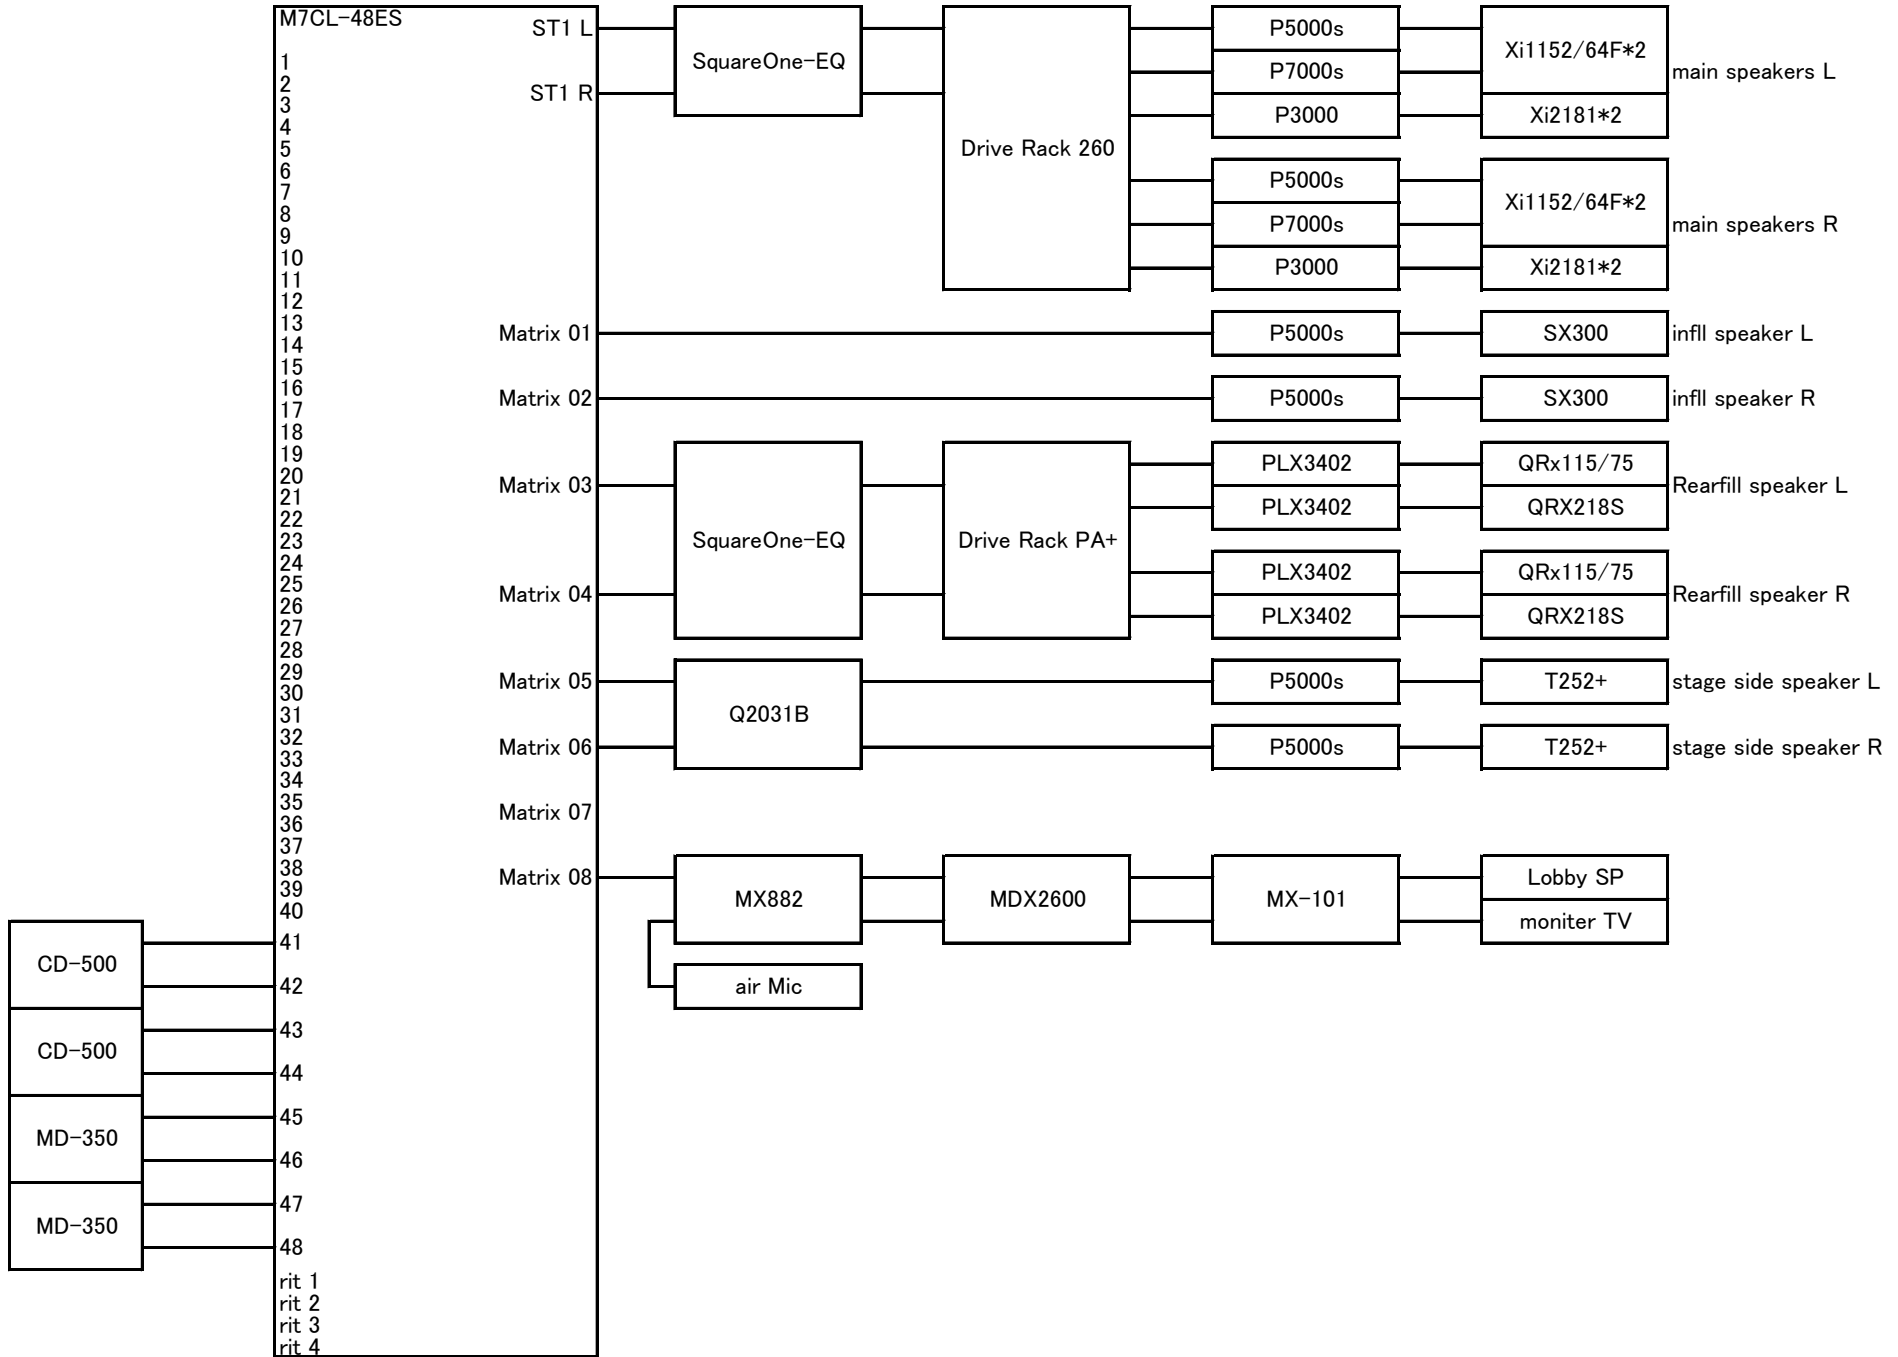 M7CL-48ES
1
2
3
4
5
6
7
8
9
10
11
12
13
14
15
16
17
18
19
20
21
22
23
24
25
26
27
28
29
30
31
32
33
34
35
36
37
38
39
40
41
42
43
44
45
46
47
48
rit 1
rit 2
rit 3
rit 4
CD-500
CD-500
MD-350
MD-350
ST1 L
ST1 R
SquareOne-EQ
Drive Rack 260
P5000s
P7000s
P3000
Xi1152/64F*2
Xi2181*2
main speakers L
P5000s
P7000s
P3000
Xi1152/64F*2
Xi2181*2
main speakers R
Matrix 01
P5000s
SX300
infll speaker L
Matrix 02
P5000s
SX300
infll speaker R
Matrix 03
Matrix 04
SquareOne-EQ
Drive Rack PA+
PLX3402
PLX3402
QRx115/75
QRX218S
Rearfill speaker L
PLX3402
PLX3402
QRx115/75
QRX218S
Rearfill speaker R
Matrix 05
Matrix 06
Q2031B
P5000s
T252+
stage side speaker L
P5000s
T252+
stage side speaker R
Matrix 07
Matrix 08
MX882
MDX2600
MX-101
Lobby SP
moniter TV
air Mic